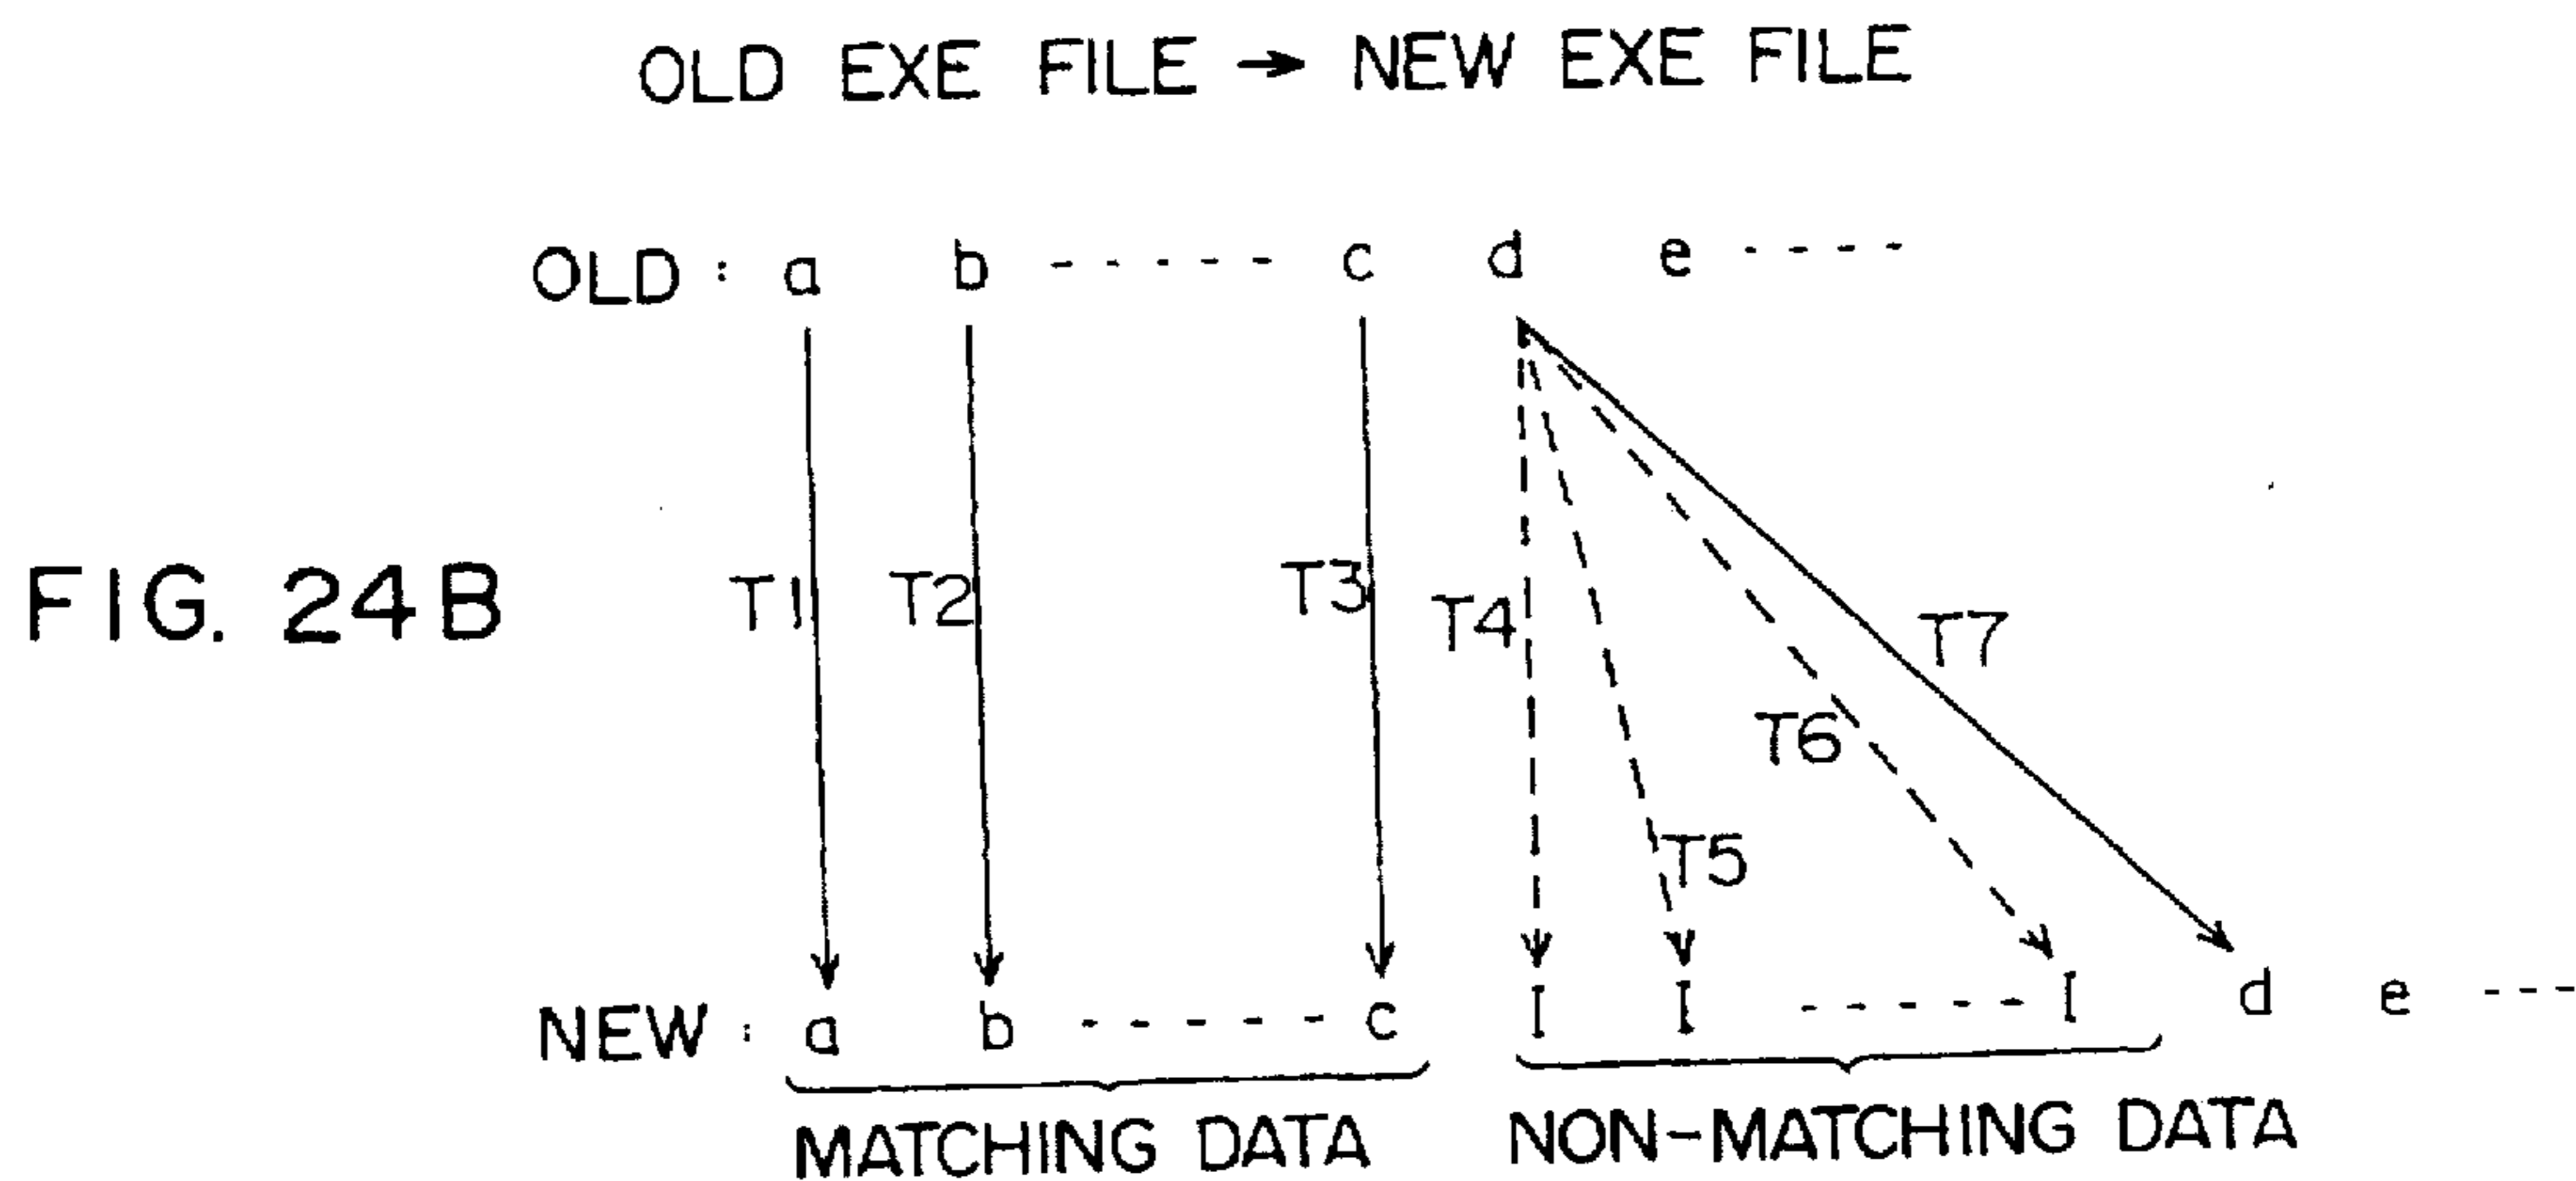 OLD EXE FILE → NEW EXE FILE
OLD : a b ----- c d e ----
FIG. 24B
T1 T2 T3 T4 T5 T6 T7
NEW : a b ----- c I I ----- I d e ---
MATCHING DATA NON-MATCHING DATA